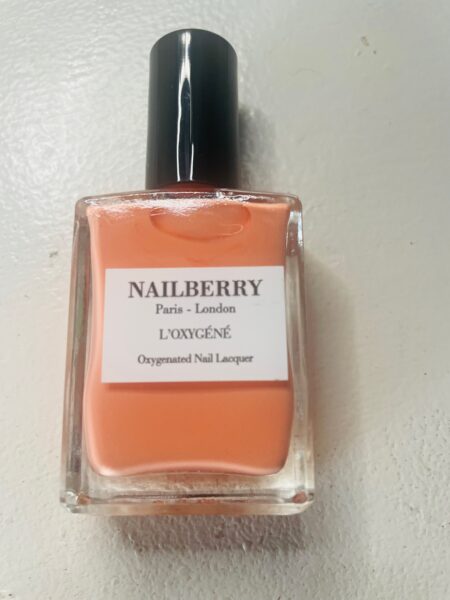 NAILBERRY
Paris - London
L'OXYGÉNÉ
Oxygenated Nail Lacquer